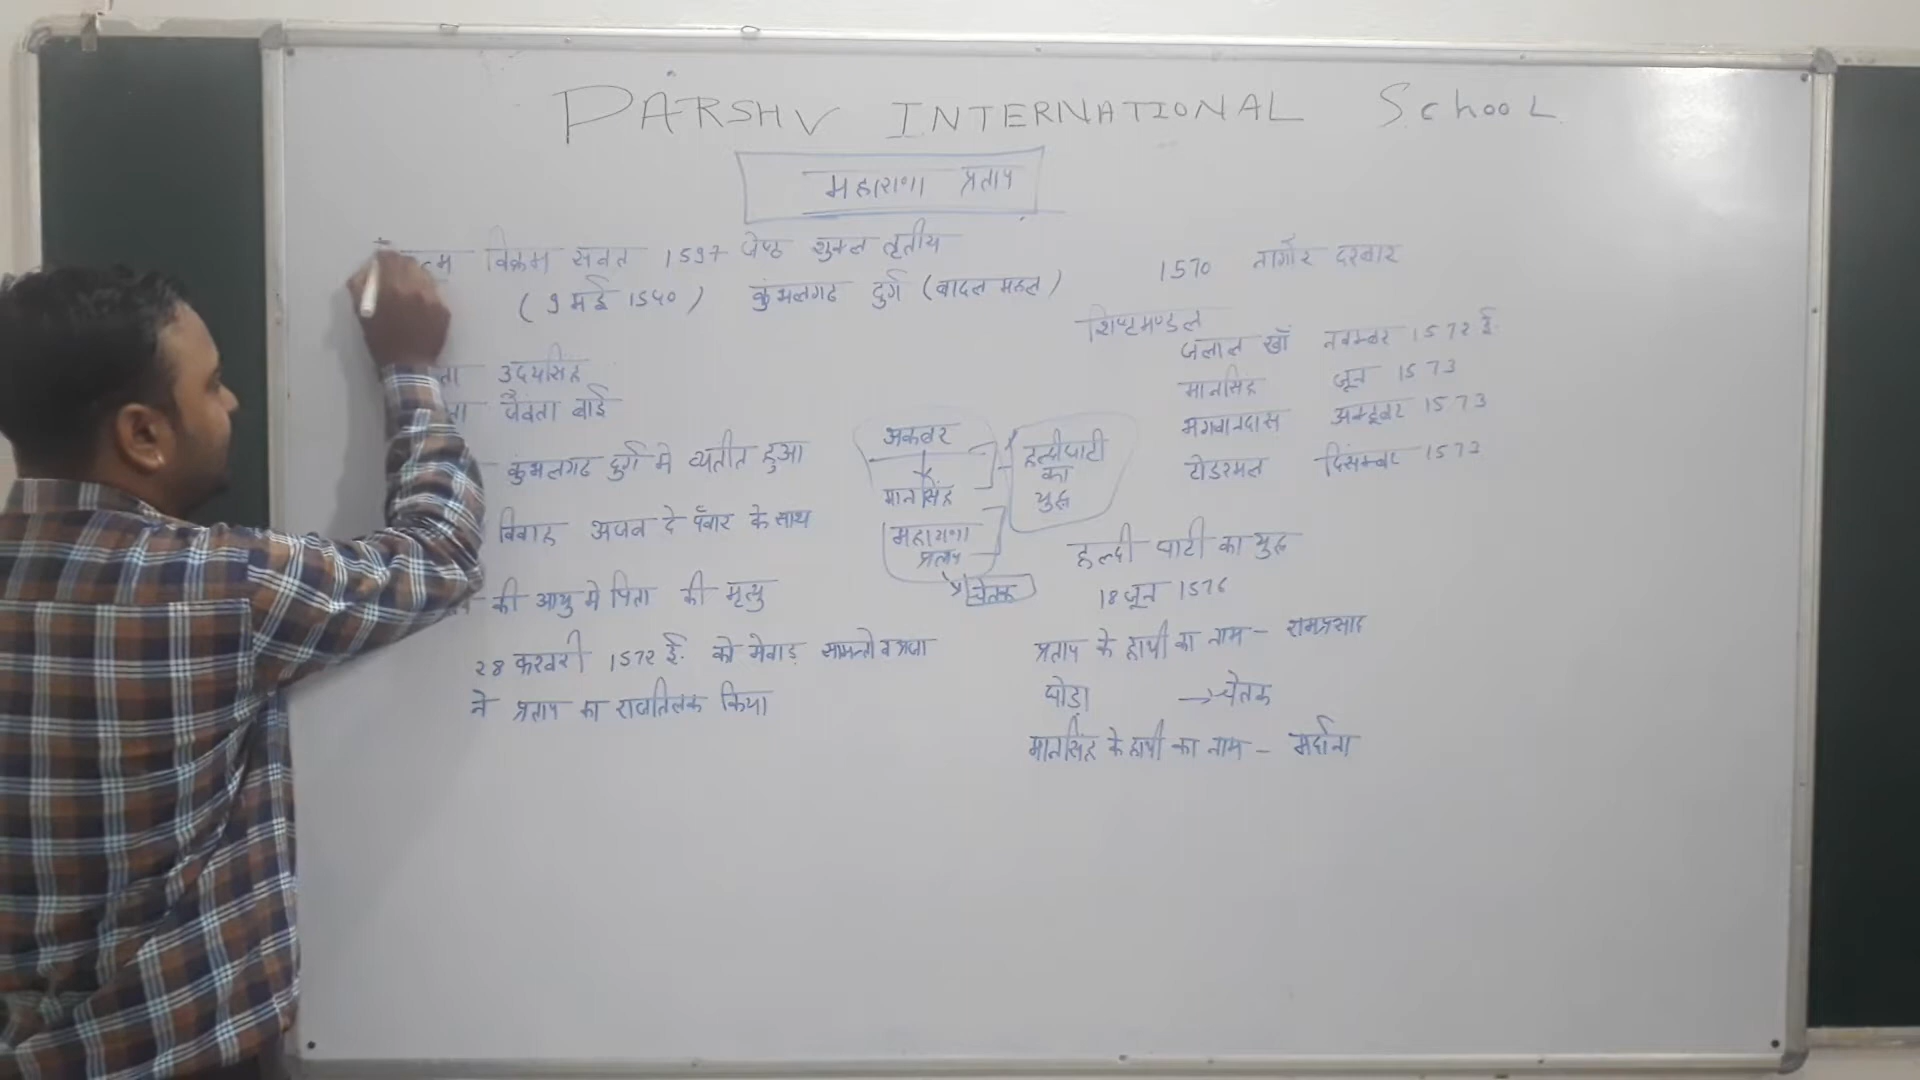 PARSHV INTERNATIONAL SchooL
महाराणा प्रताप
विक्रम संवत 1597 जेष्ठ शुक्ल तृतीय
( 9 मई 1540 ) कुंभलगढ दुर्ग (बादल महल)
उदयसिंह
जैवंता बाई
कुंभलगढ दुर्ग मे व्यतीत हुआ
विवाह अजब दे पँवार के साथ
की आयु मे पिता की मृत्यु
28 फरवरी 1572 ई. को मेवाड़ सामन्तो व प्रजा
ने प्रताप का राजतिलक किया
अकबर
मानसिंह
महाराणा
प्रताप
चेतक
हल्दीघाटी
का
युद्ध
1570 नागौर दरबार
शिष्टमण्डल
जलाल खाँ नवम्बर 1572 ई.
मानसिंह जून 1573
भगवानदास अक्टूबर 1573
टोडरमल दिसम्बर 1573
हल्दी घाटी का युद्ध
18 जून 1576
प्रताप के हाथी का नाम - रामप्रसाद
घोड़ा → चेतक
मानसिंह के हाथी का नाम - मर्दाना